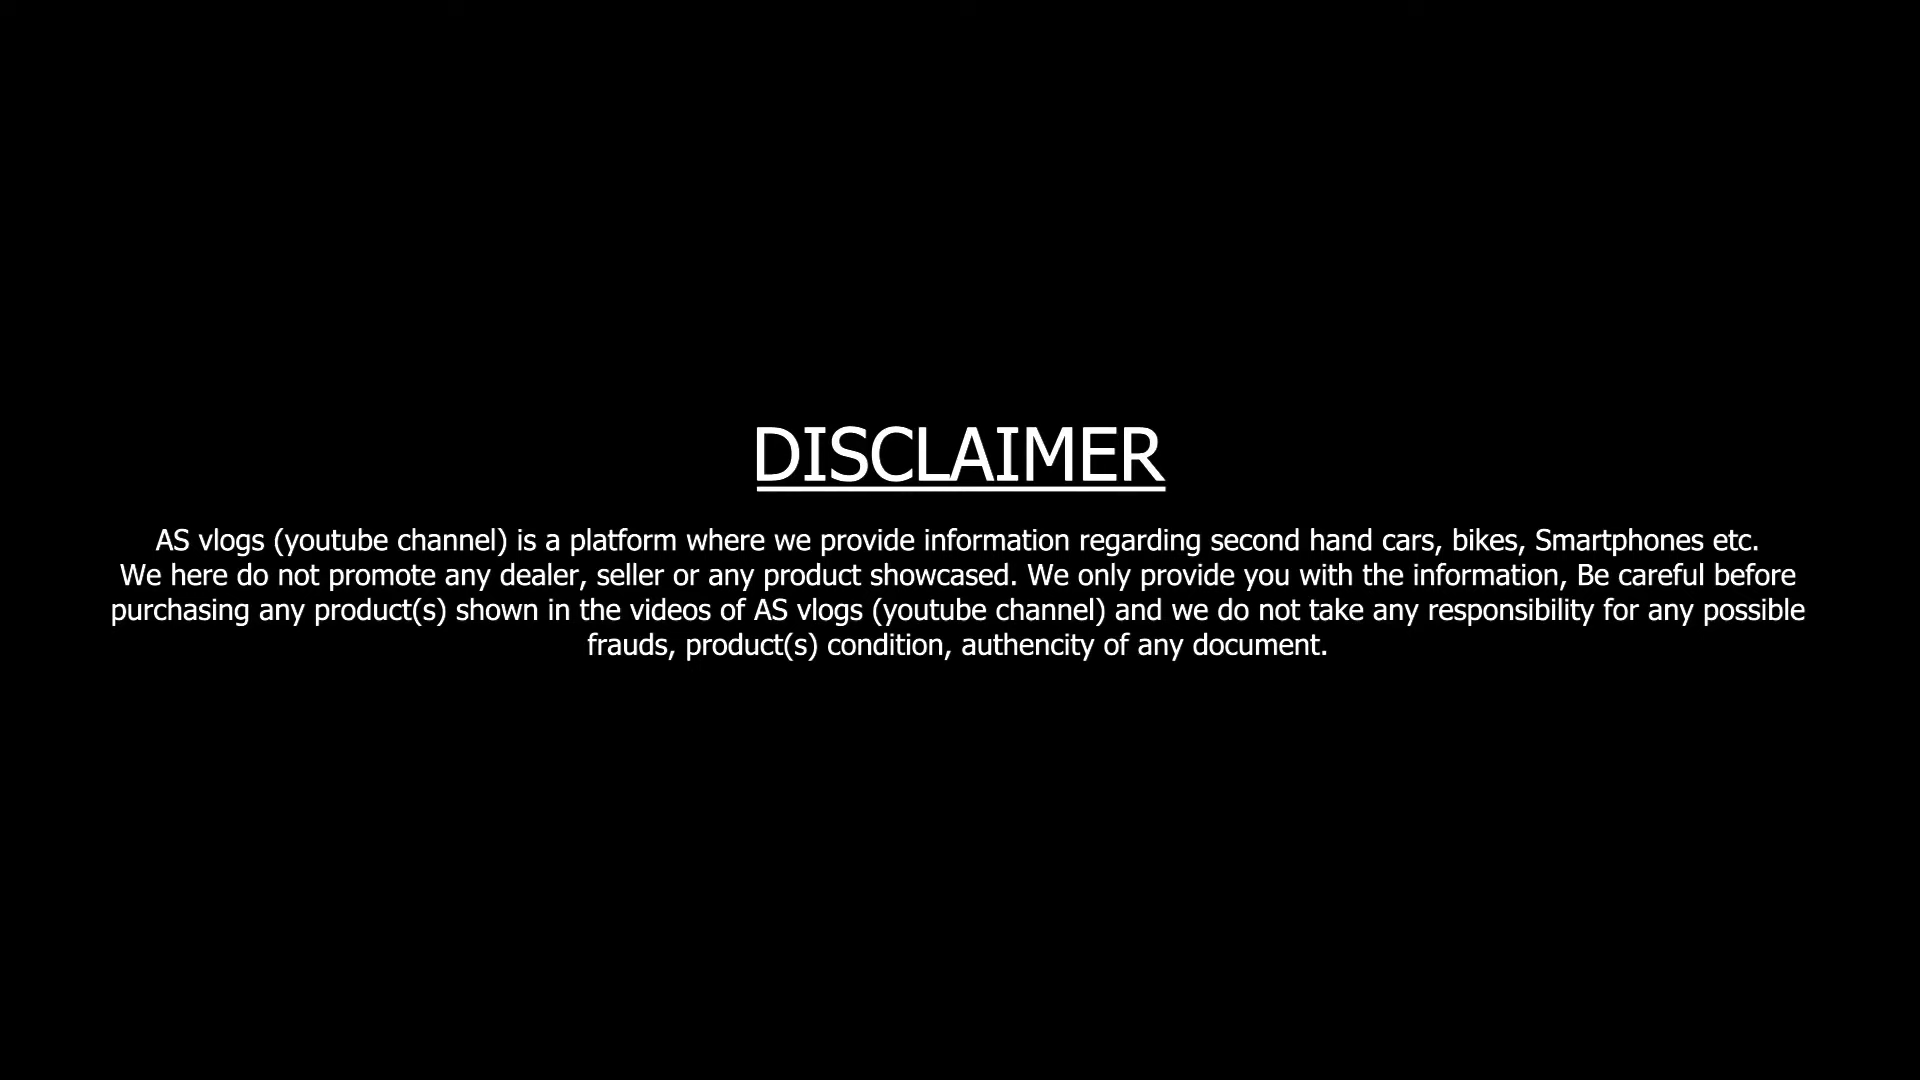 DISCLAIMER
AS vlogs (youtube channel) is a platform where we provide information regarding second hand cars, bikes, Smartphones etc.
We here do not promote any dealer, seller or any product showcased. We only provide you with the information, Be careful before
purchasing any product(s) shown in the videos of AS vlogs (youtube channel) and we do not take any responsibility for any possible
frauds, product(s) condition, authencity of any document.